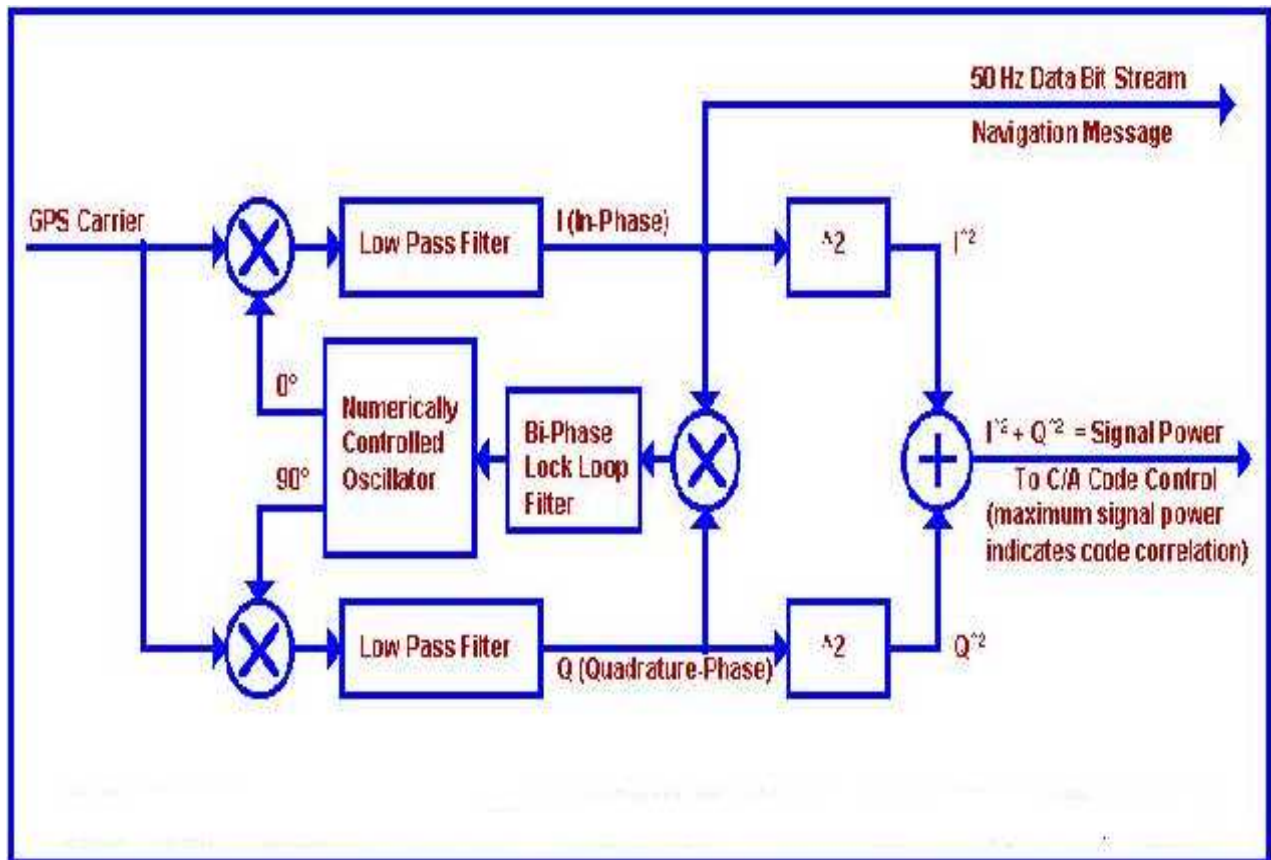 50 Hz Data Bit Stream
Navigation Message
GPS Carrier
Low Pass Filter
I (In-Phase)
^2
I^2
0°
90°
Numerically
Controlled
Oscillator
Bi-Phase
Lock Loop
Filter
I^2 + Q^2 = Signal Power
To C/A Code Control
(maximum signal power
indicates code correlation)
Low Pass Filter
Q (Quadrature-Phase)
^2
Q^2